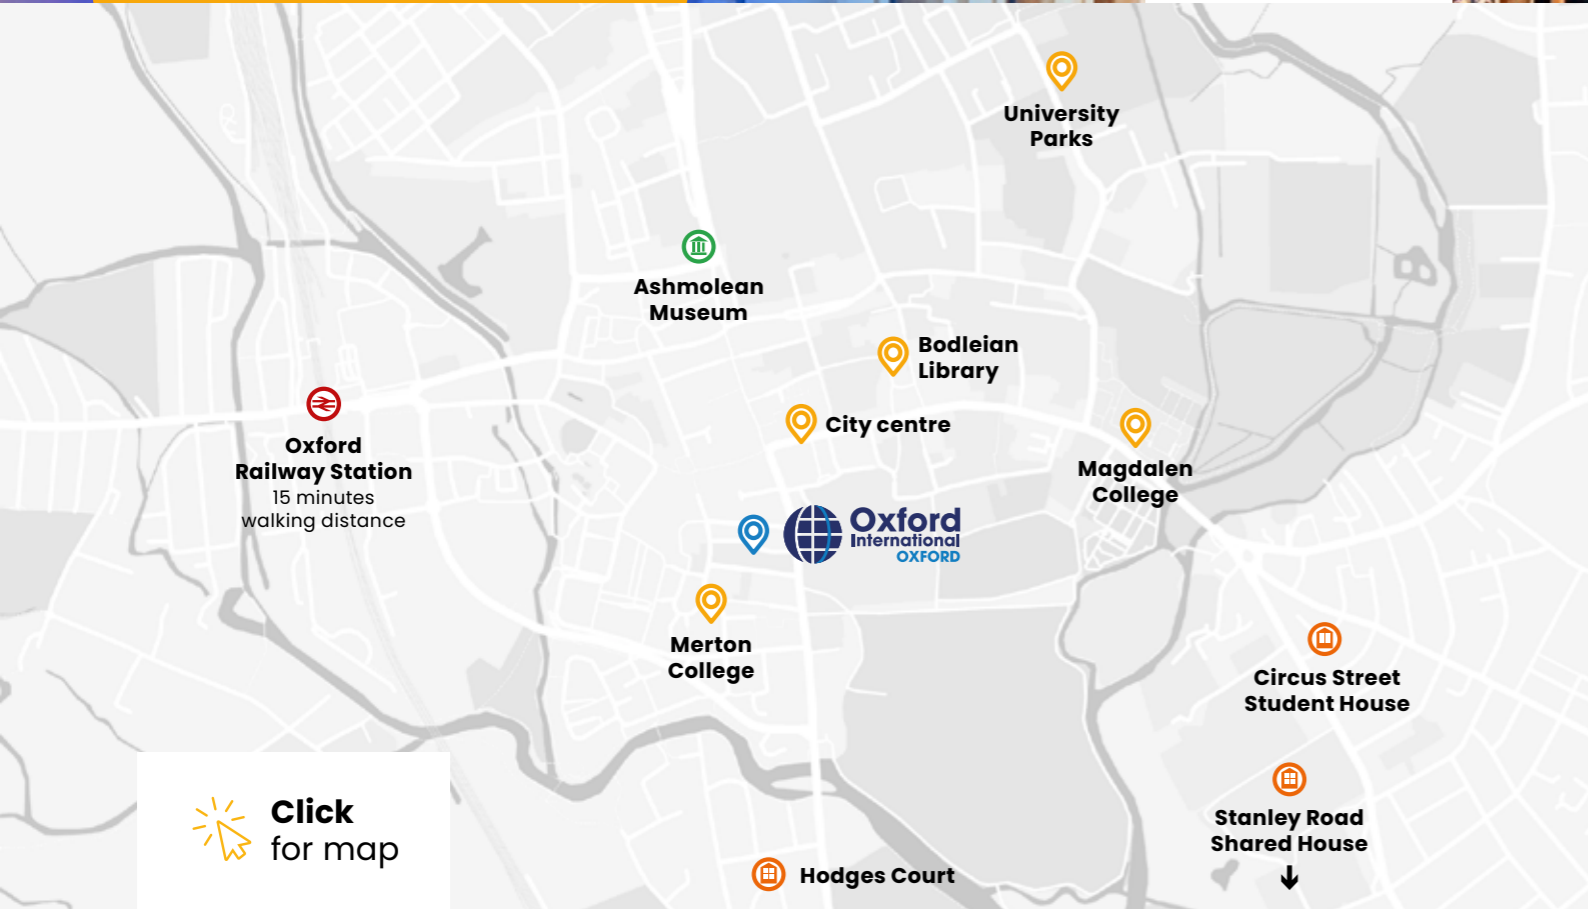 University
Parks
Ashmolean
Museum
Bodleian
Library
City centre
Oxford
Railway Station
15 minutes
walking distance
Magdalen
College
Oxford
International
OXFORD
Merton
College
Circus Street
Student House
Stanley Road
Shared House
Click
for map
Hodges Court